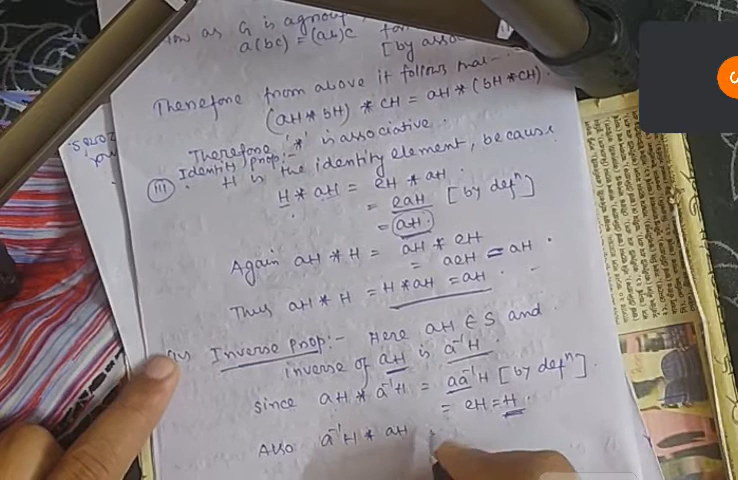 as G is a group
a(bc) = (ab)c [by asso
Therefore from above it follows that
(aH * bH) * cH = aH * (bH * cH).
Therefore '*' is associative.
(III) Identity prop:-
H is the identity element, because
H * aH = eH * aH
= eaH [by defⁿ]
= aH.
Again aH * H = aH * eH
= aeH = aH.
Thus aH * H = H * aH = aH.
Inverse prop:- Here aH ∈ S and
inverse of aH is a⁻¹H.
since aH * a⁻¹H = aa⁻¹H [by defⁿ].
= eH = H.
Also a⁻¹H * aH